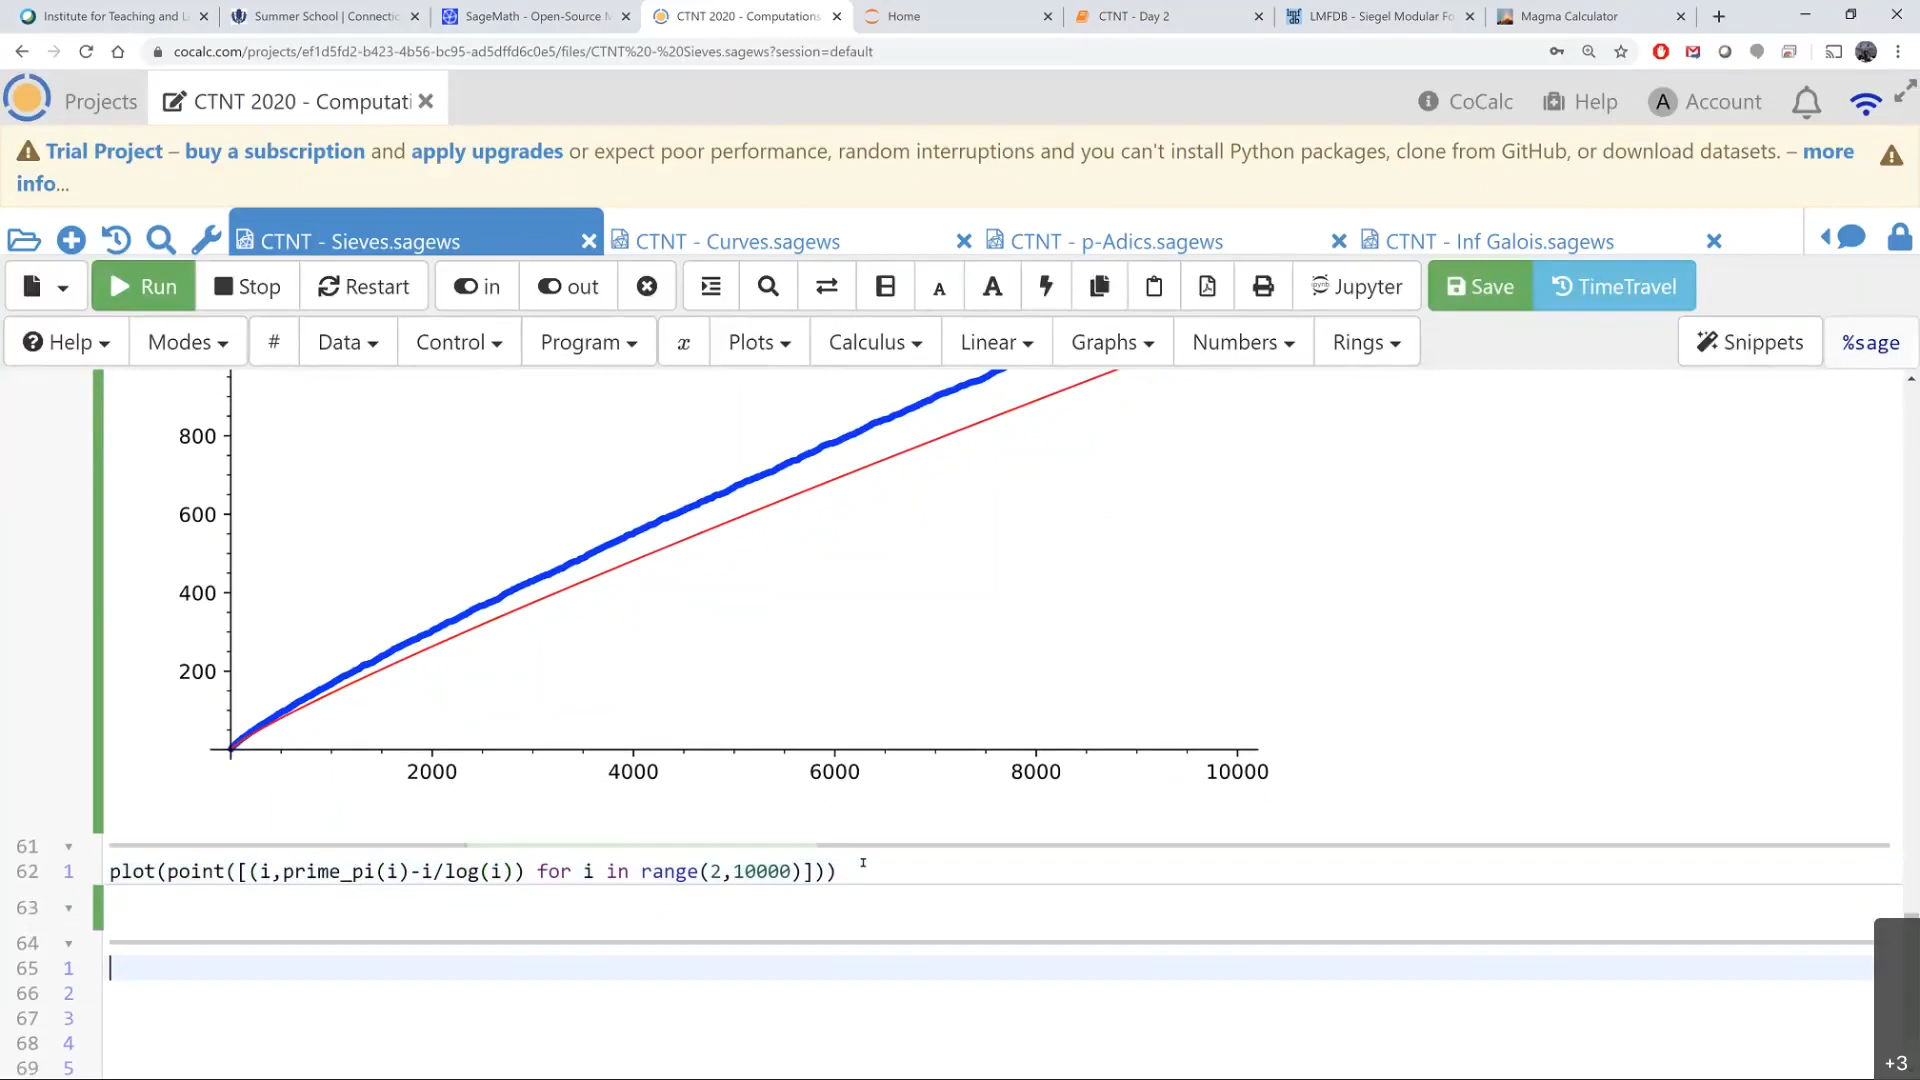 Institute for Teaching and L
Summer School | Connectic
SageMath - Open-Source M
CTNT 2020 - Computations
Home
CTNT - Day 2
LMFDB - Siegel Modular Fo
Magma Calculator
cocalc.com/projects/ef1d5fd2-b423-4b56-bc95-ad5dffd6c0e5/files/CTNT%20-%20Sieves.sagews?session=default
Projects
CTNT 2020 - Computati
CoCalc
Help
A Account
Trial Project – buy a subscription and apply upgrades or expect poor performance, random interruptions and you can't install Python packages, clone from GitHub, or download datasets. – more
info...
CTNT - Sieves.sagews
CTNT - Curves.sagews
CTNT - p-Adics.sagews
CTNT - Inf Galois.sagews
Run
Stop
Restart
in
out
A
A
Jupyter
Save
TimeTravel
Help
Modes
#
Data
Control
Program
x
Plots
Calculus
Linear
Graphs
Numbers
Rings
Snippets
%sage
800
600
400
200
2000 4000 6000 8000 10000
61
62 1 plot(point([(i,prime_pi(i)-i/log(i)) for i in range(2,10000)]))
63
64
65 1
66 2
67 3
68 4
69 5
+3